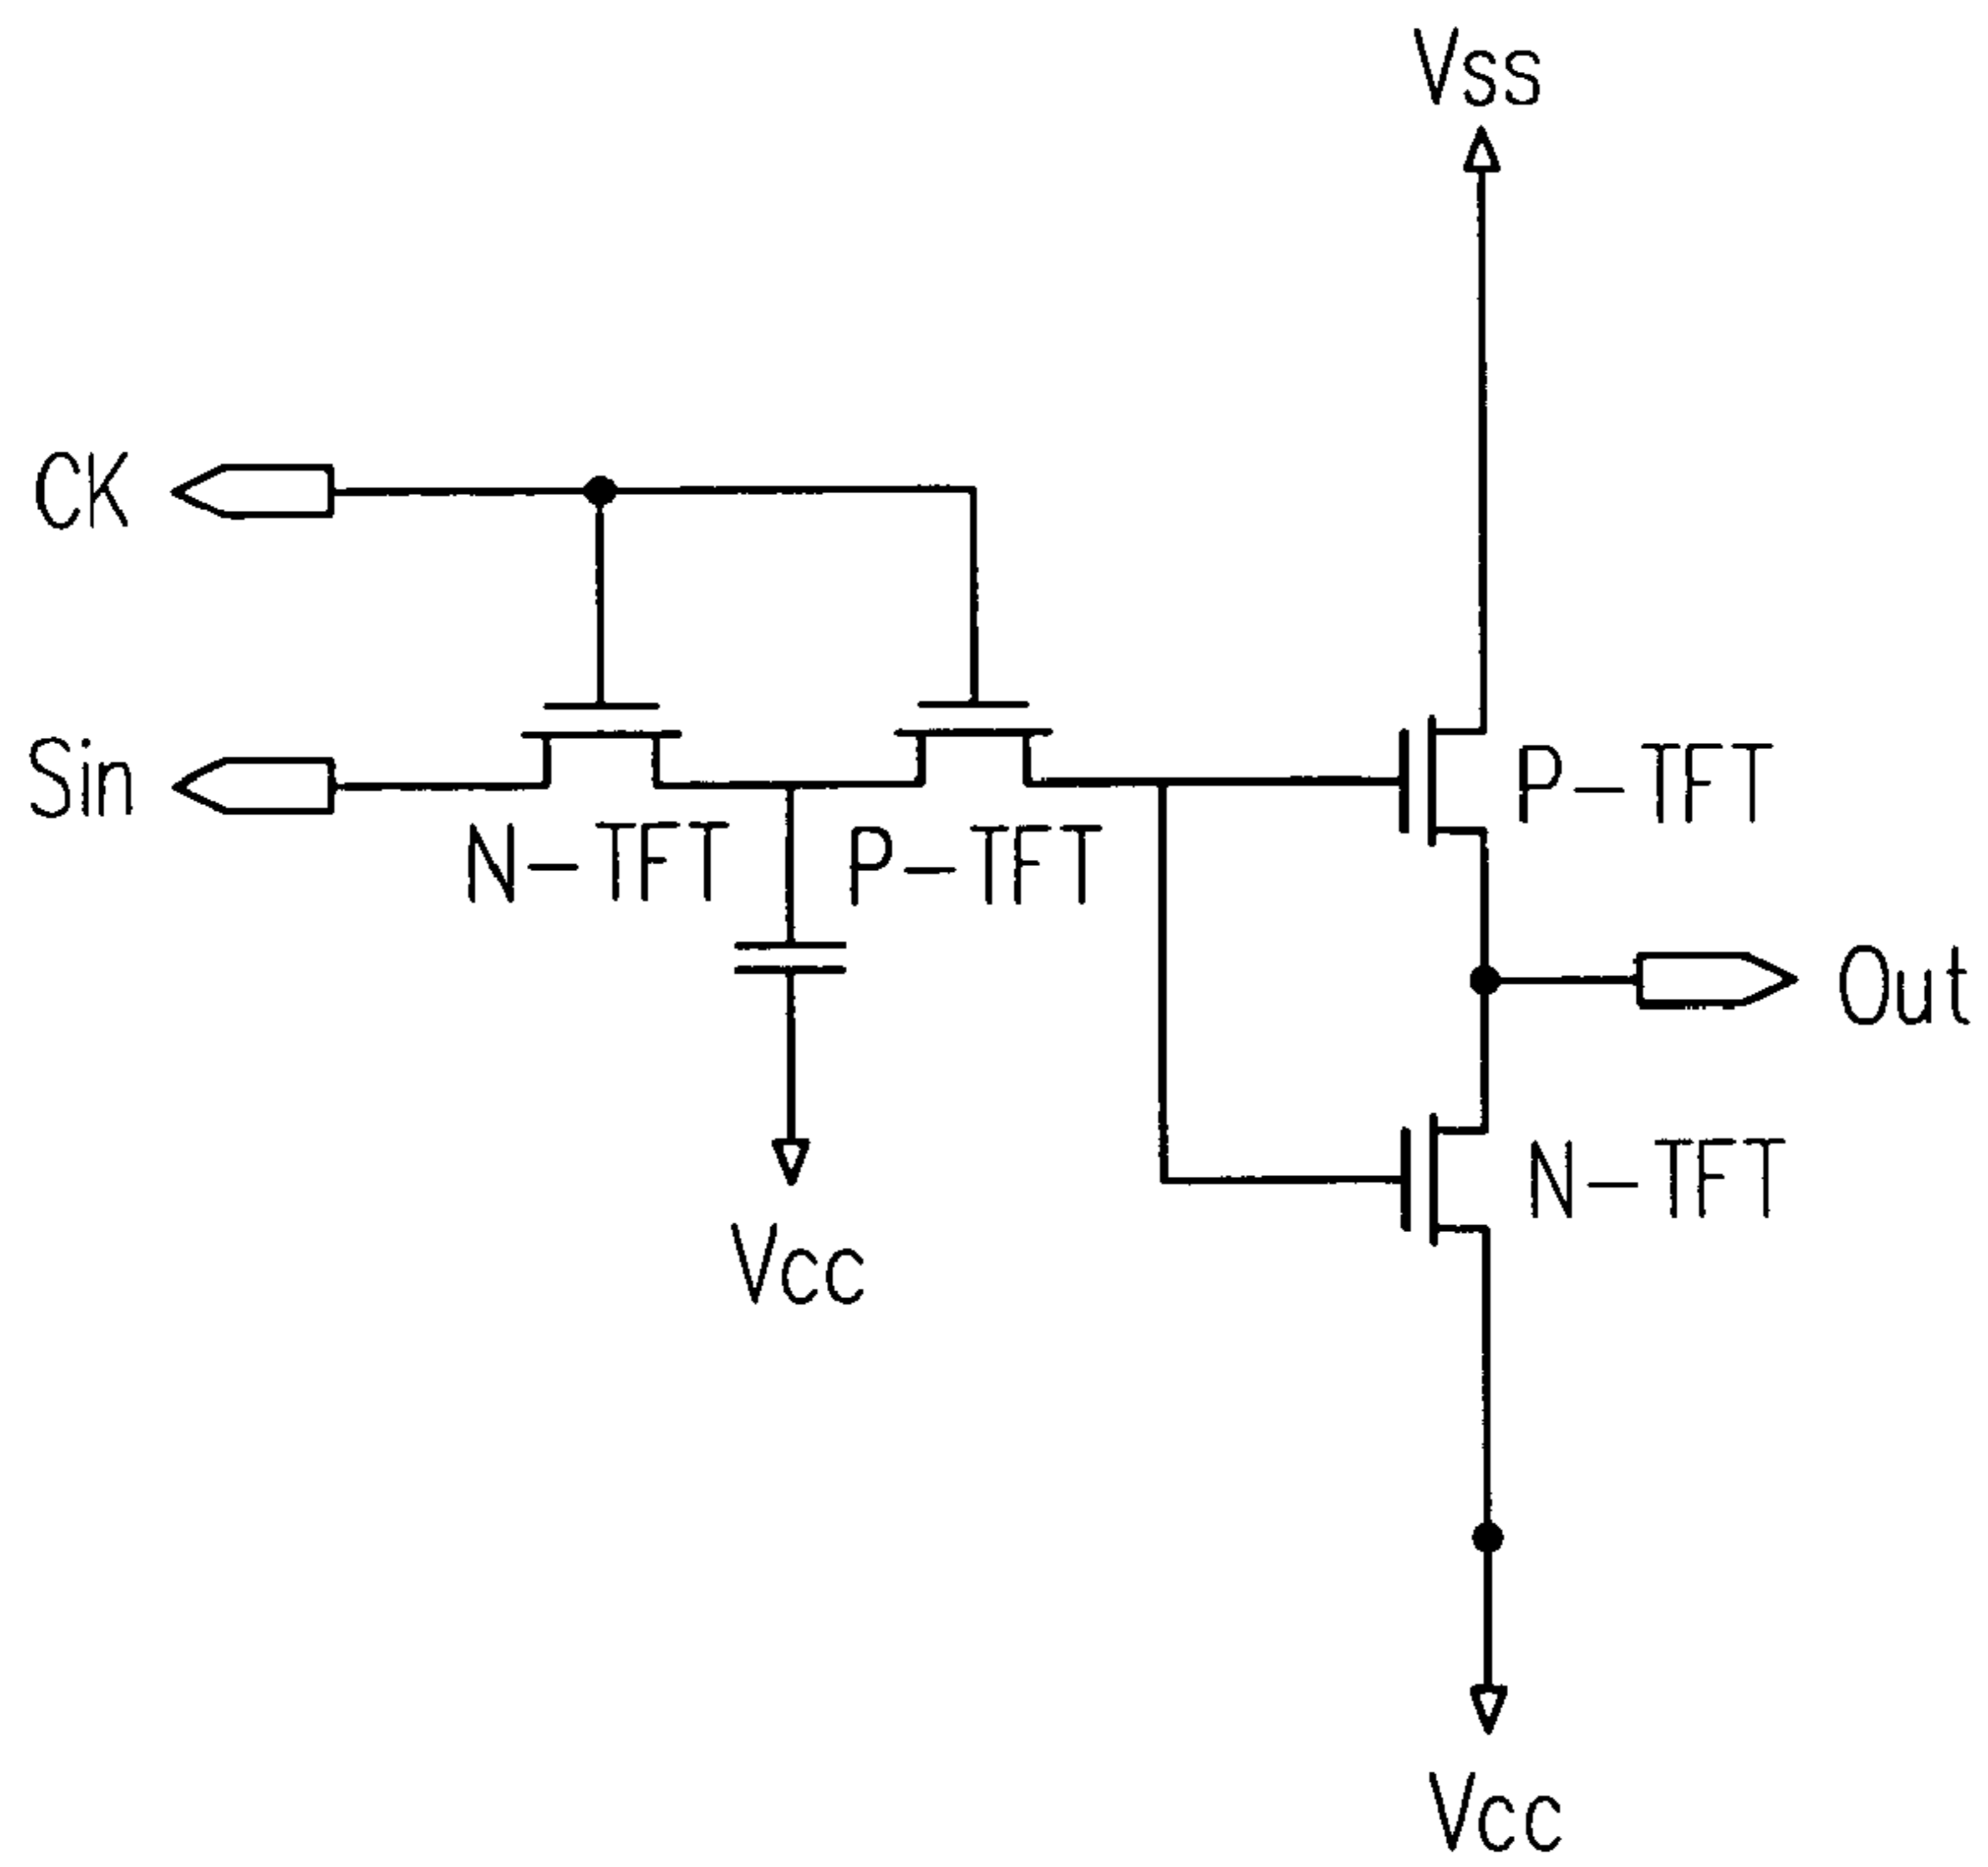 Vss
CK
Sin
N-TFT
P-TFT
P-TFT
Out
N-TFT
Vcc
Vcc